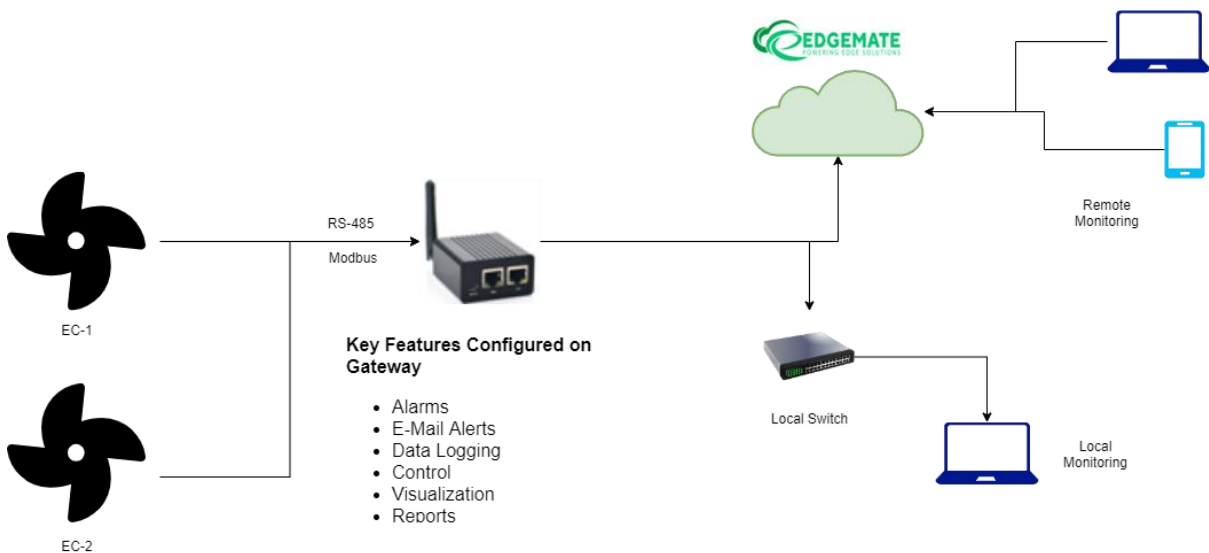 EDGEMATE
POWERING EDGE SOLUTIONS
Remote
Monitoring
RS-485
Modbus
EC-1
Key Features Configured on
Gateway
• Alarms
• E-Mail Alerts
• Data Logging
• Control
• Visualization
• Reports
Local Switch
Local
Monitoring
EC-2